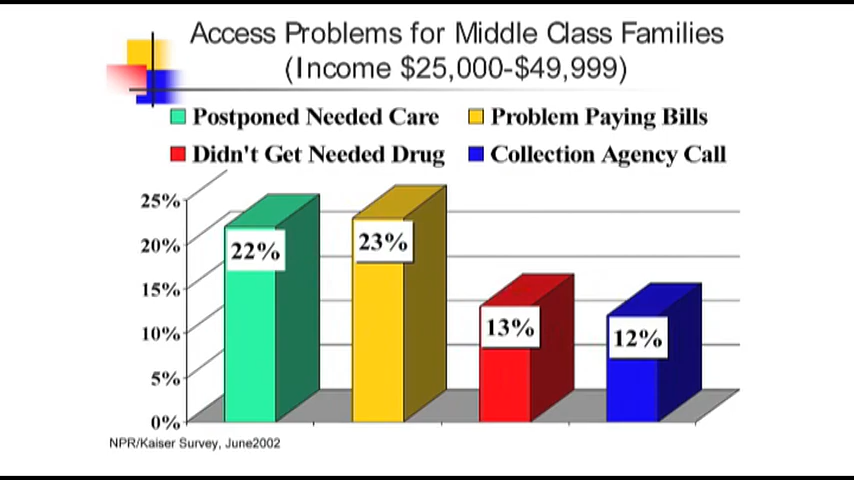 Access Problems for Middle Class Families
(Income $25,000-$49,999)
Postponed Needed Care
Problem Paying Bills
Didn't Get Needed Drug
Collection Agency Call
25%
20%
15%
10%
5%
0%
22%
23%
13%
12%
NPR/Kaiser Survey, June2002